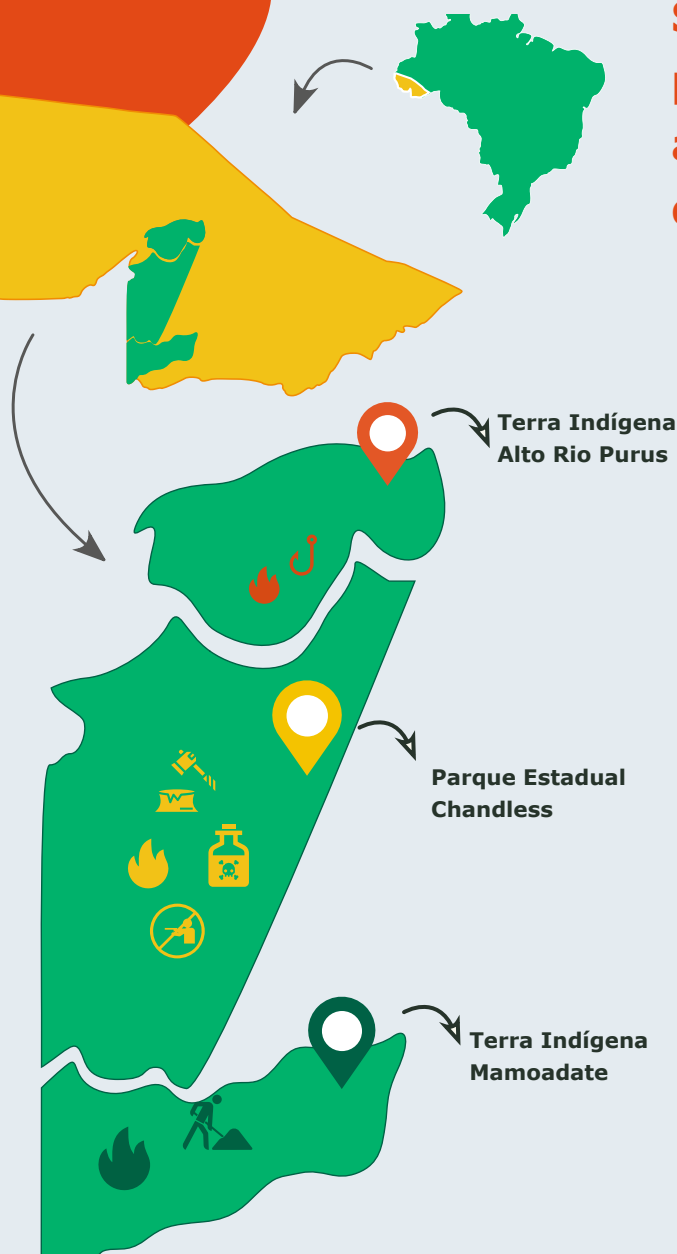 Terra Indígena
Alto Rio Purus
Parque Estadual
Chandless
Terra Indígena
Mamoadate